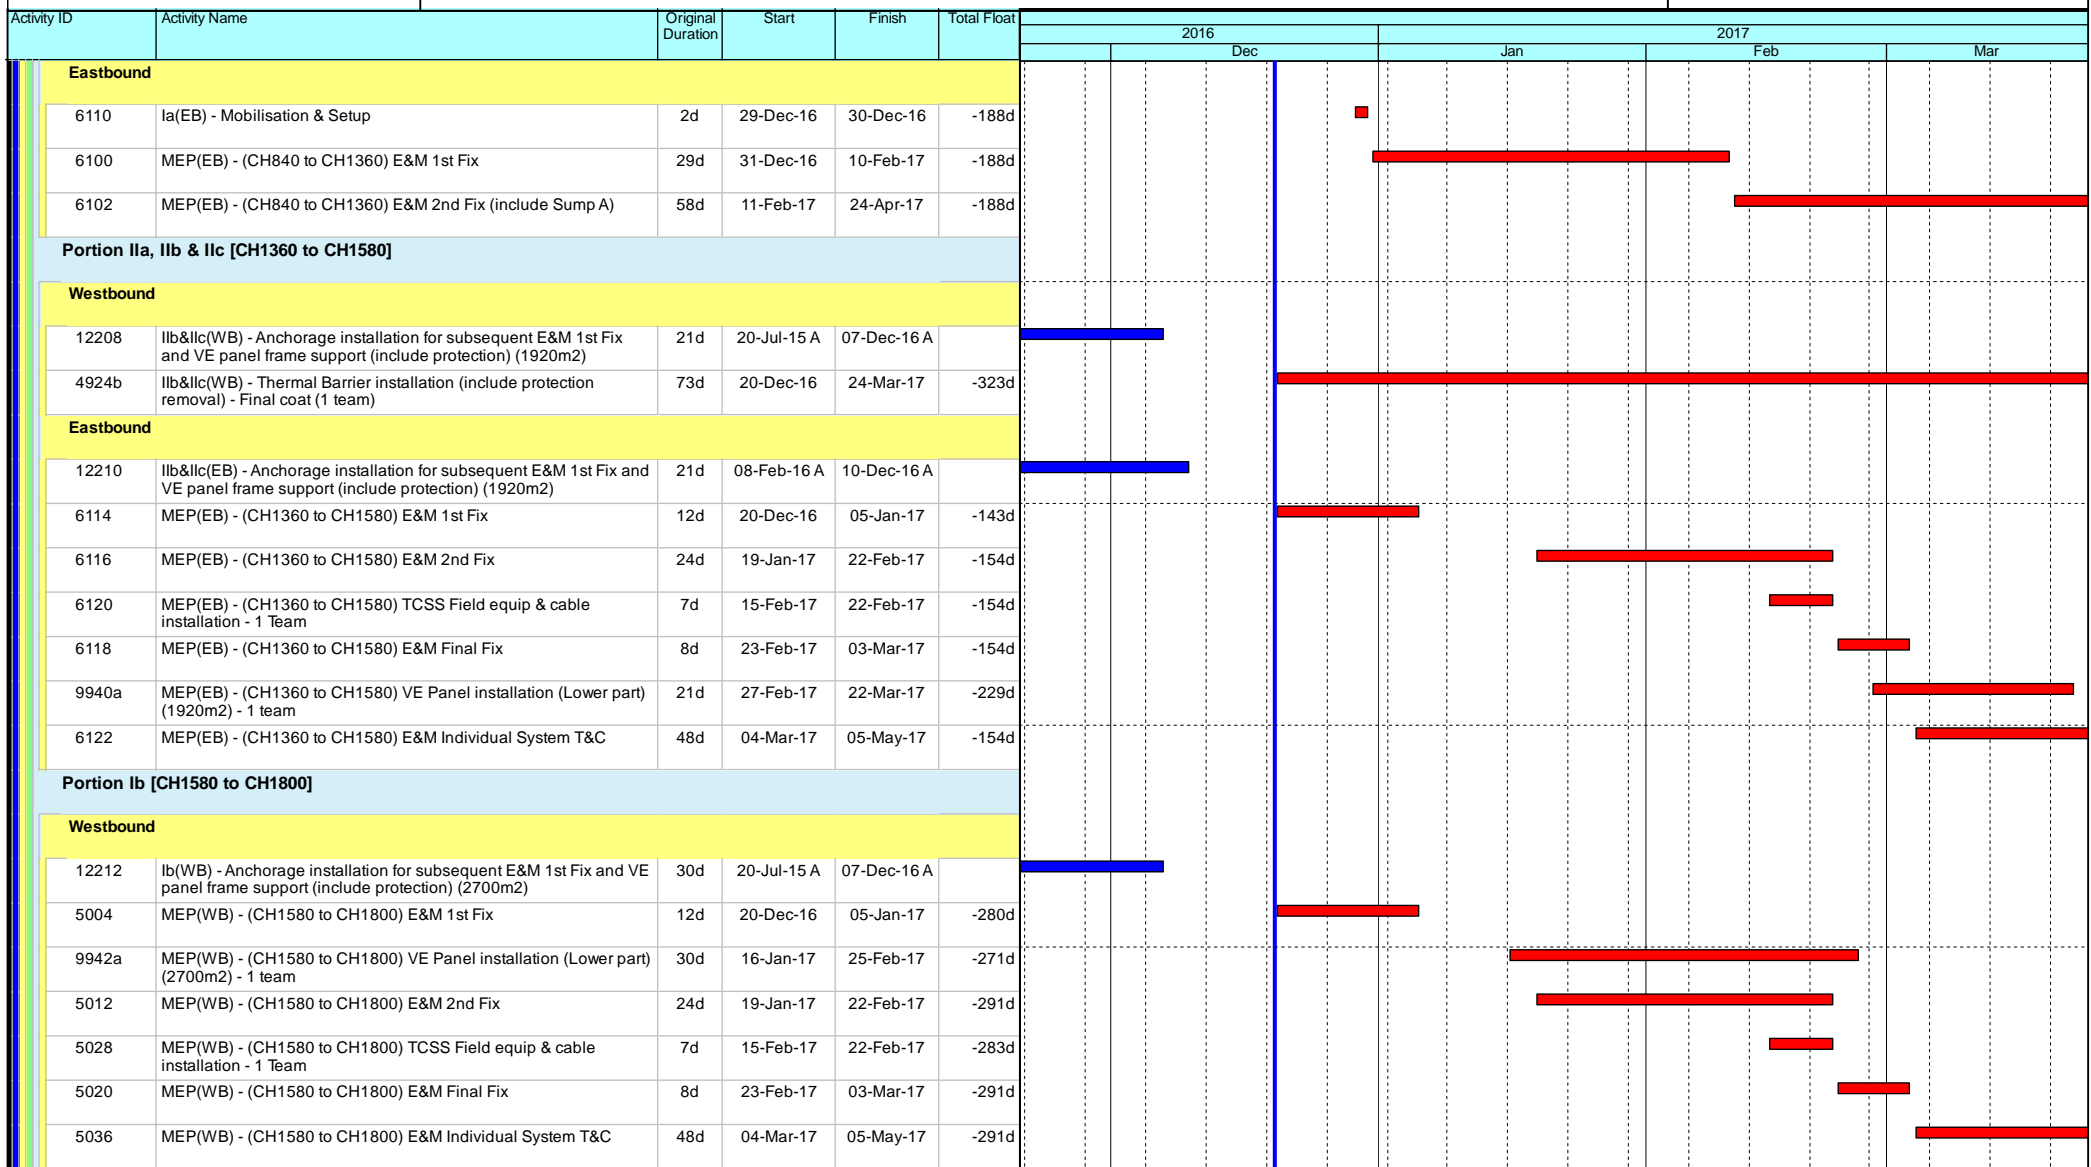 Activity ID Activity Name Original Start Finish Total Float
Duration
2016 2017
Dec Jan Feb Mar
Eastbound
6110 Ia(EB) - Mobilisation & Setup 2d 29-Dec-16 30-Dec-16 -188d
6100 MEP(EB) - (CH840 to CH1360) E&M 1st Fix 29d 31-Dec-16 10-Feb-17 -188d
6102 MEP(EB) - (CH840 to CH1360) E&M 2nd Fix (include Sump A) 58d 11-Feb-17 24-Apr-17 -188d
Portion IIa, IIb & IIc [CH1360 to CH1580]
Westbound
12208 IIb&IIc(WB) - Anchorage installation for subsequent E&M 1st Fix 21d 20-Jul-15 A 07-Dec-16 A
and VE panel frame support (include protection) (1920m2)
4924b IIb&IIc(WB) - Thermal Barrier installation (include protection 73d 20-Dec-16 24-Mar-17 -323d
removal) - Final coat (1 team)
Eastbound
12210 IIb&IIc(EB) - Anchorage installation for subsequent E&M 1st Fix and 21d 08-Feb-16 A 10-Dec-16 A
VE panel frame support (include protection) (1920m2)
6114 MEP(EB) - (CH1360 to CH1580) E&M 1st Fix 12d 20-Dec-16 05-Jan-17 -143d
6116 MEP(EB) - (CH1360 to CH1580) E&M 2nd Fix 24d 19-Jan-17 22-Feb-17 -154d
6120 MEP(EB) - (CH1360 to CH1580) TCSS Field equip & cable 7d 15-Feb-17 22-Feb-17 -154d
installation - 1 Team
6118 MEP(EB) - (CH1360 to CH1580) E&M Final Fix 8d 23-Feb-17 03-Mar-17 -154d
9940a MEP(EB) - (CH1360 to CH1580) VE Panel installation (Lower part) 21d 27-Feb-17 22-Mar-17 -229d
(1920m2) - 1 team
6122 MEP(EB) - (CH1360 to CH1580) E&M Individual System T&C 48d 04-Mar-17 05-May-17 -154d
Portion Ib [CH1580 to CH1800]
Westbound
12212 Ib(WB) - Anchorage installation for subsequent E&M 1st Fix and VE 30d 20-Jul-15 A 07-Dec-16 A
panel frame support (include protection) (2700m2)
5004 MEP(WB) - (CH1580 to CH1800) E&M 1st Fix 12d 20-Dec-16 05-Jan-17 -280d
9942a MEP(WB) - (CH1580 to CH1800) VE Panel installation (Lower part) 30d 16-Jan-17 25-Feb-17 -271d
(2700m2) - 1 team
5012 MEP(WB) - (CH1580 to CH1800) E&M 2nd Fix 24d 19-Jan-17 22-Feb-17 -291d
5028 MEP(WB) - (CH1580 to CH1800) TCSS Field equip & cable 7d 15-Feb-17 22-Feb-17 -283d
installation - 1 Team
5020 MEP(WB) - (CH1580 to CH1800) E&M Final Fix 8d 23-Feb-17 03-Mar-17 -291d
5036 MEP(WB) - (CH1580 to CH1800) E&M Individual System T&C 48d 04-Mar-17 05-May-17 -291d